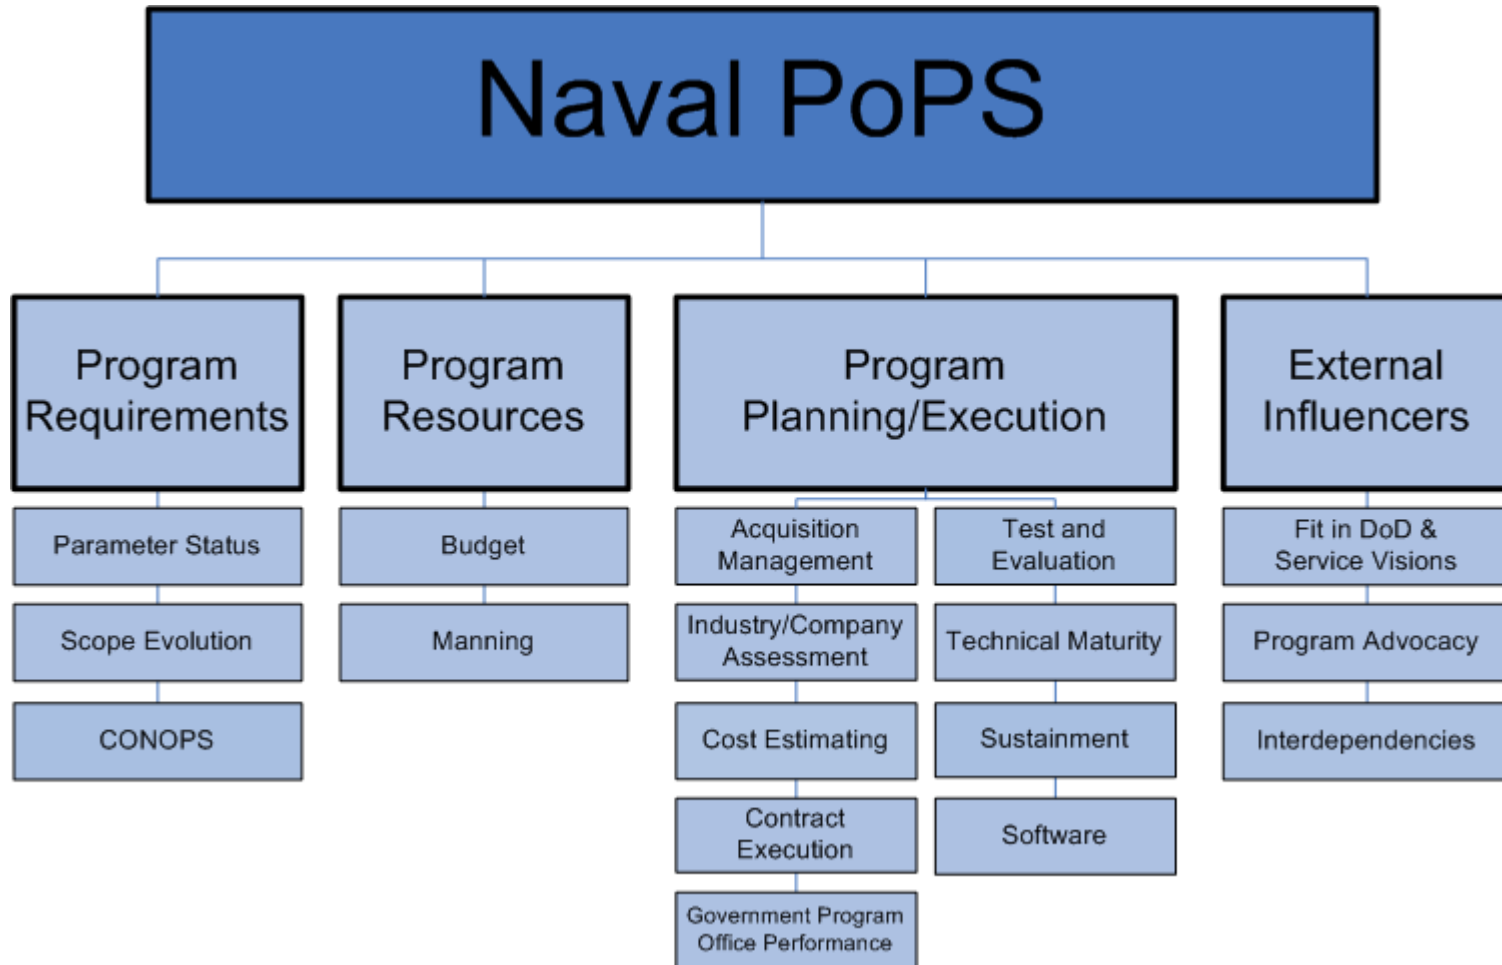 Naval PoPS
Program
Requirements
Program
Resources
Program
Planning/Execution
External
Influencers
Parameter Status
Scope Evolution
CONOPS
Budget
Manning
Acquisition
Management
Industry/Company
Assessment
Cost Estimating
Contract
Execution
Government Program
Office Performance
Test and
Evaluation
Technical Maturity
Sustainment
Software
Fit in DoD &
Service Visions
Program Advocacy
Interdependencies